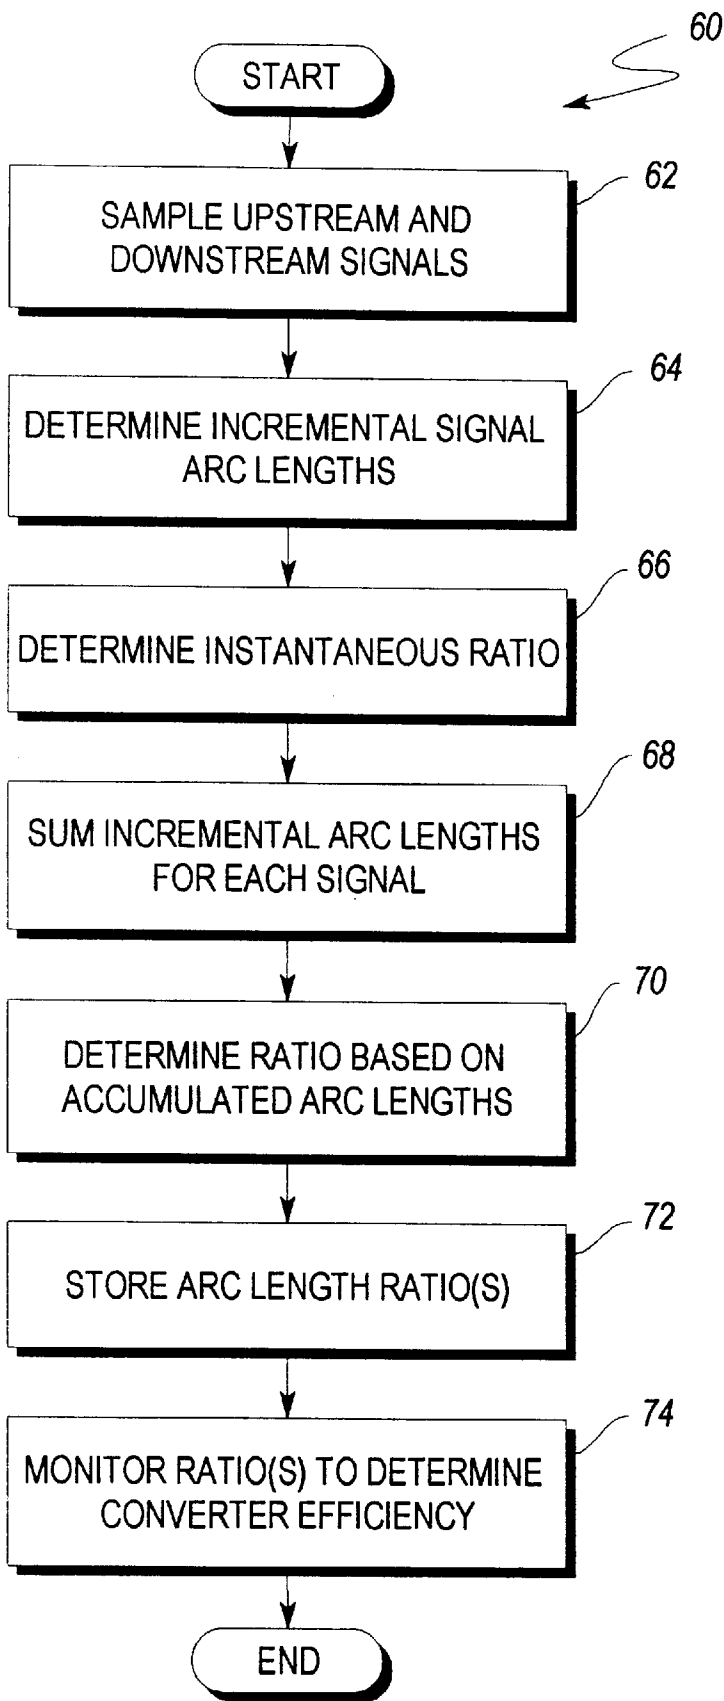 60
START
62
SAMPLE UPSTREAM AND
DOWNSTREAM SIGNALS
64
DETERMINE INCREMENTAL SIGNAL
ARC LENGTHS
66
DETERMINE INSTANTANEOUS RATIO
68
SUM INCREMENTAL ARC LENGTHS
FOR EACH SIGNAL
70
DETERMINE RATIO BASED ON
ACCUMULATED ARC LENGTHS
72
STORE ARC LENGTH RATIO(S)
74
MONITOR RATIO(S) TO DETERMINE
CONVERTER EFFICIENCY
END